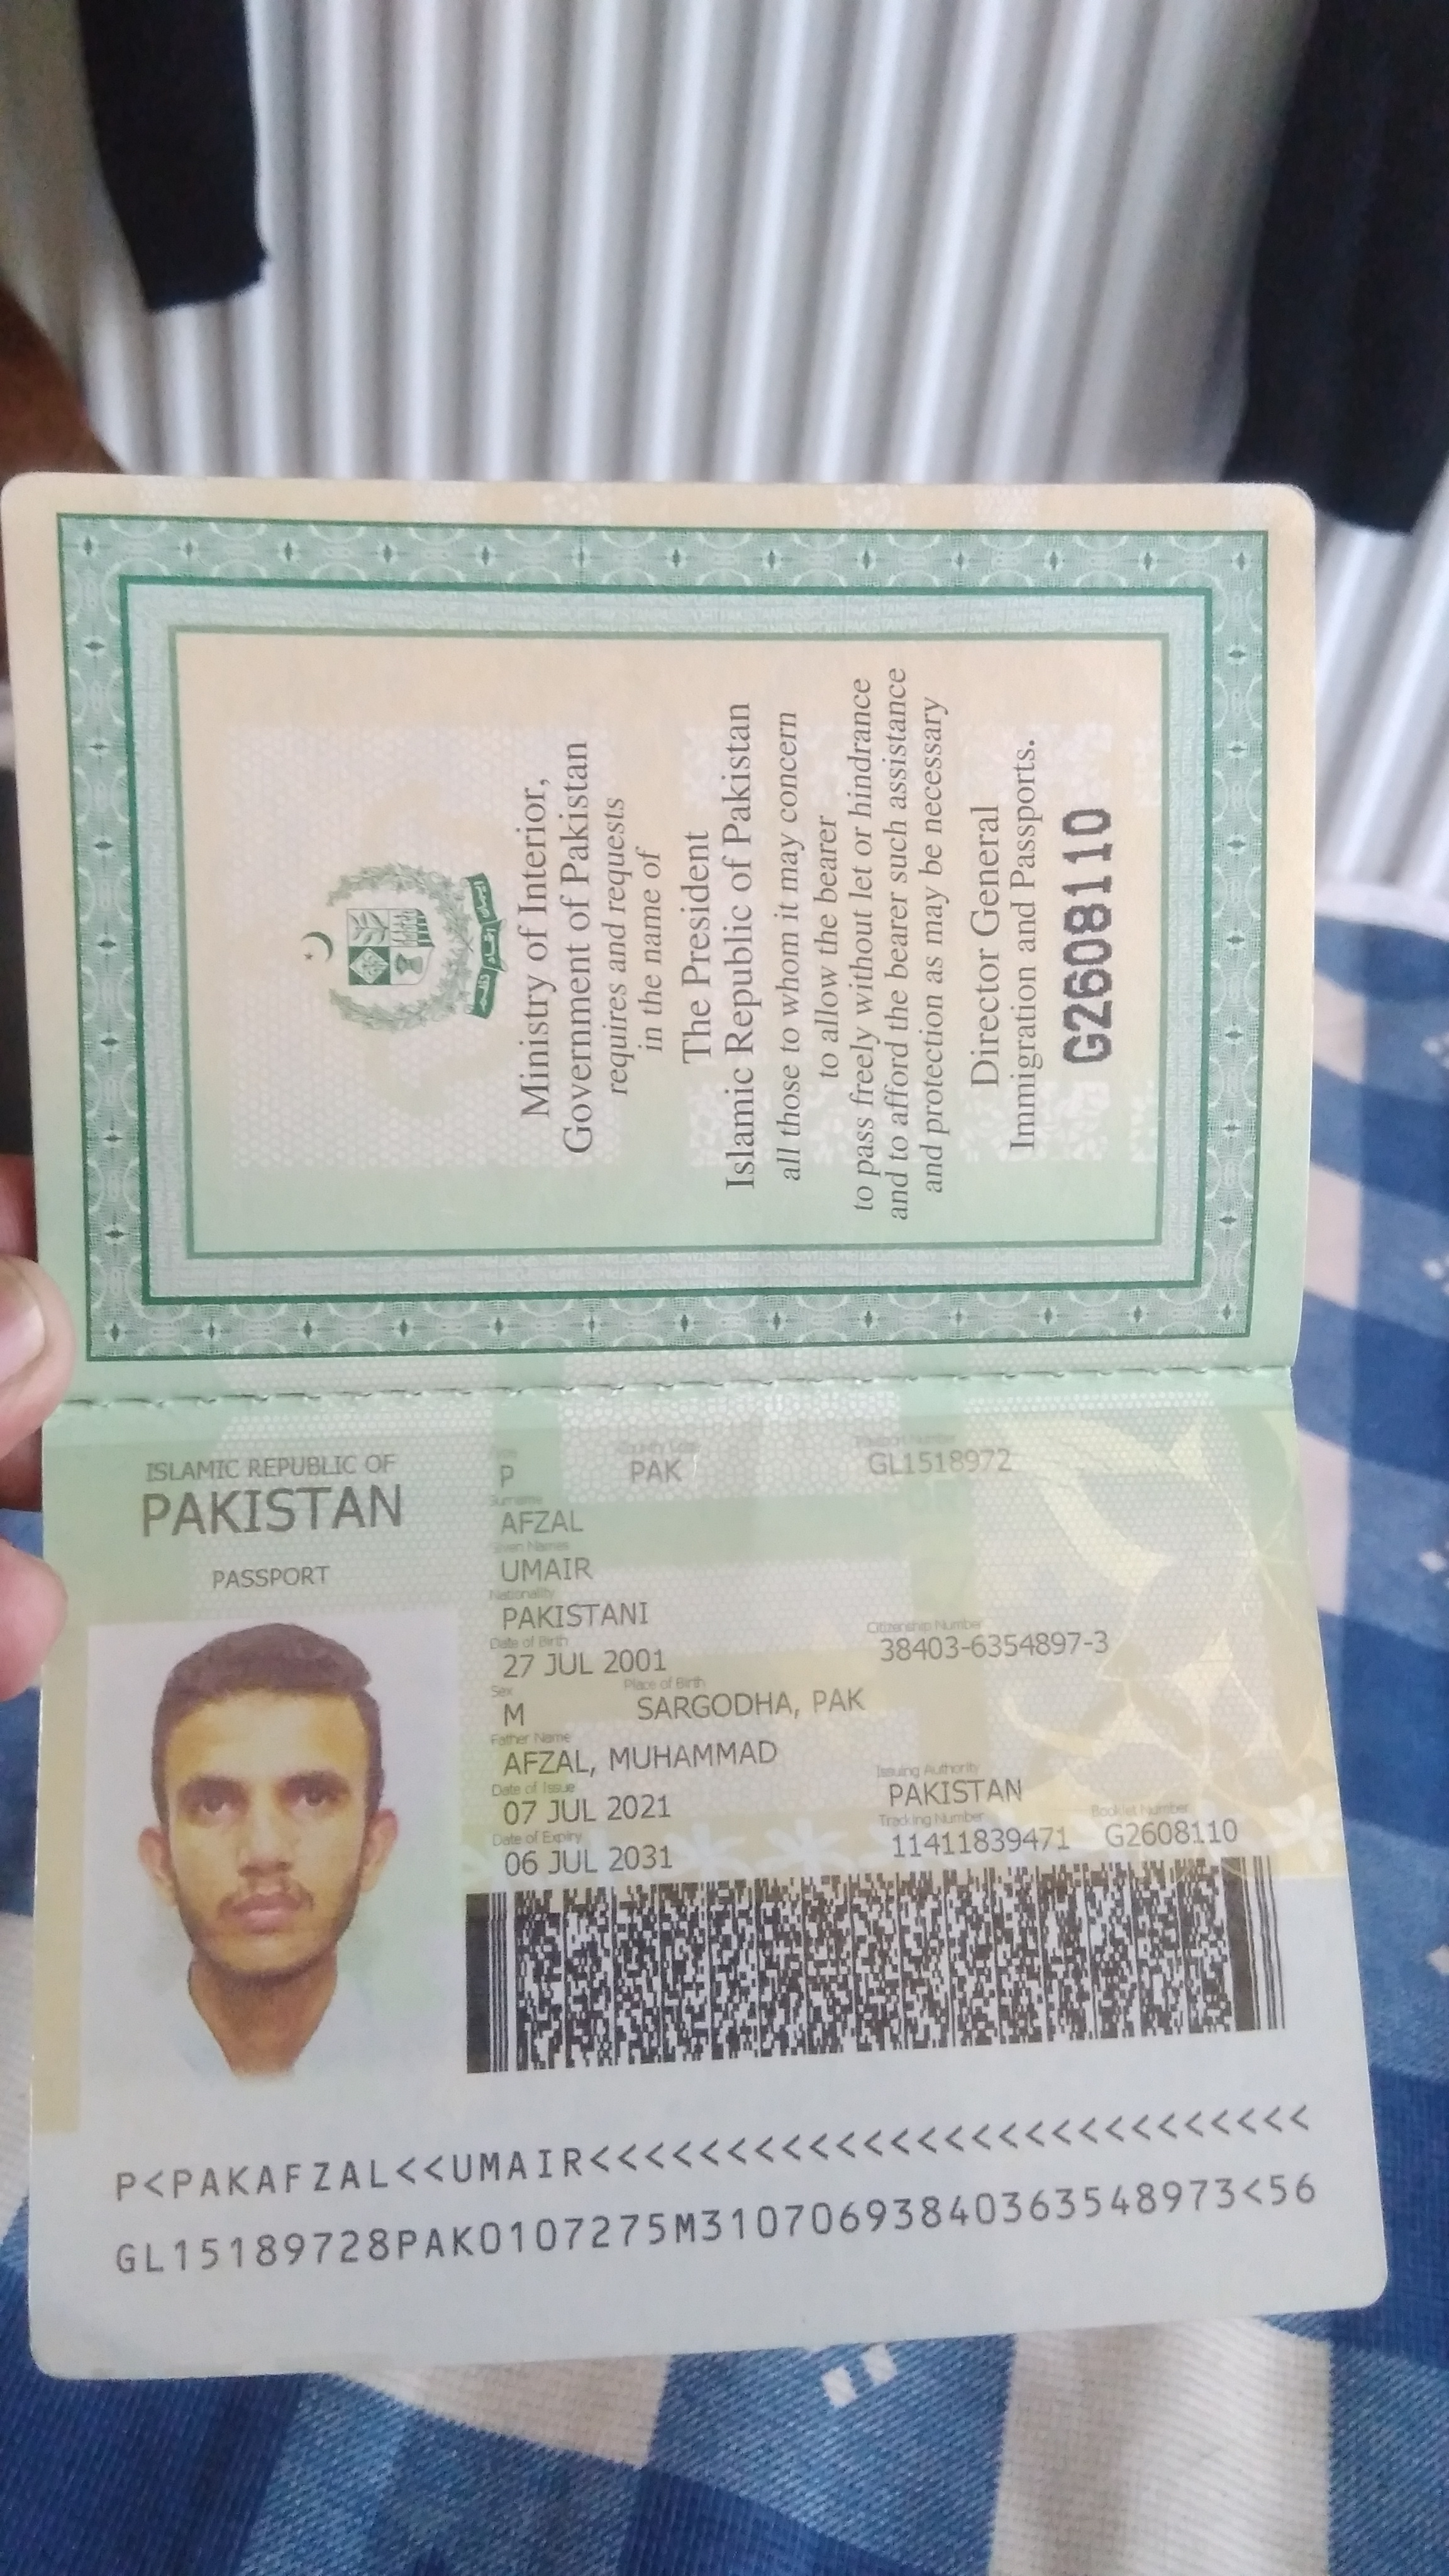 ایمان اتحاد نظم
Ministry of Interior,
Government of Pakistan
requires and requests
in the name of
The President
Islamic Republic of Pakistan
all those to whom it may concern
to allow the bearer
to pass freely without let or hindrance
and to afford the bearer such assistance
and protection as may be necessary
Director General
Immigration and Passports.
G2608110
ISLAMIC REPUBLIC OF
PAKISTAN
PASSPORT
Type Country Code Passport Number
P PAK GL1518972
Surname
AFZAL
Given Names
UMAIR
Nationality
PAKISTANI
Date of Birth Citizenship Number
27 JUL 2001 38403-6354897-3
Sex Place of Birth
M SARGODHA, PAK
Father Name
AFZAL, MUHAMMAD
Date of Issue Issuing Authority
07 JUL 2021 PAKISTAN
Date of Expiry Tracking Number Booklet Number
06 JUL 2031 11411839471 G2608110
P<PAKAFZAL<<UMAIR<<<<<<<<<<<<<<<<<<<<<<<<<<<
GL15189728PAK0107275M31070693840363548973<56